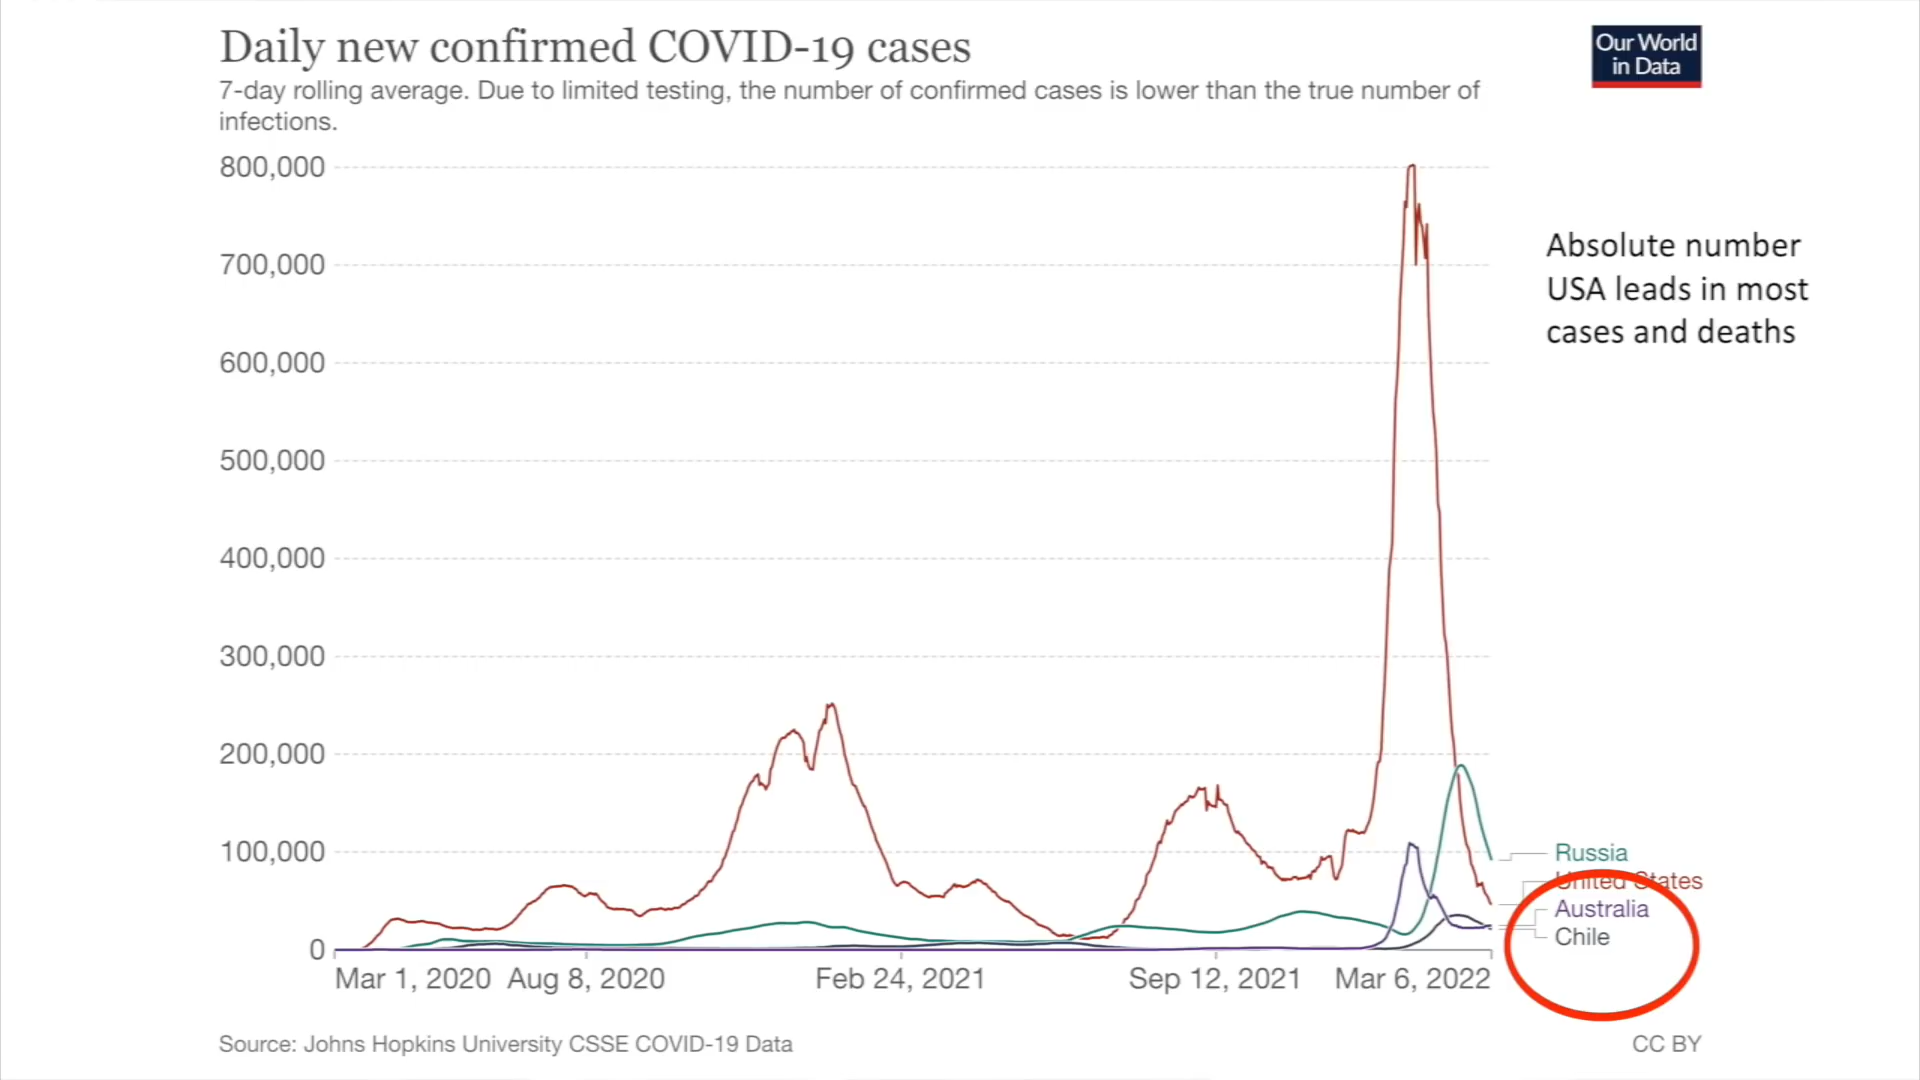 Daily new confirmed COVID-19 cases
Our World
in Data
7-day rolling average. Due to limited testing, the number of confirmed cases is lower than the true number of
infections.
800,000
700,000
600,000
500,000
400,000
300,000
200,000
100,000
0
Absolute number
USA leads in most
cases and deaths
Russia
United States
Australia
Chile
Mar 1, 2020 Aug 8, 2020 Feb 24, 2021 Sep 12, 2021 Mar 6, 2022
Source: Johns Hopkins University CSSE COVID-19 Data
CC BY